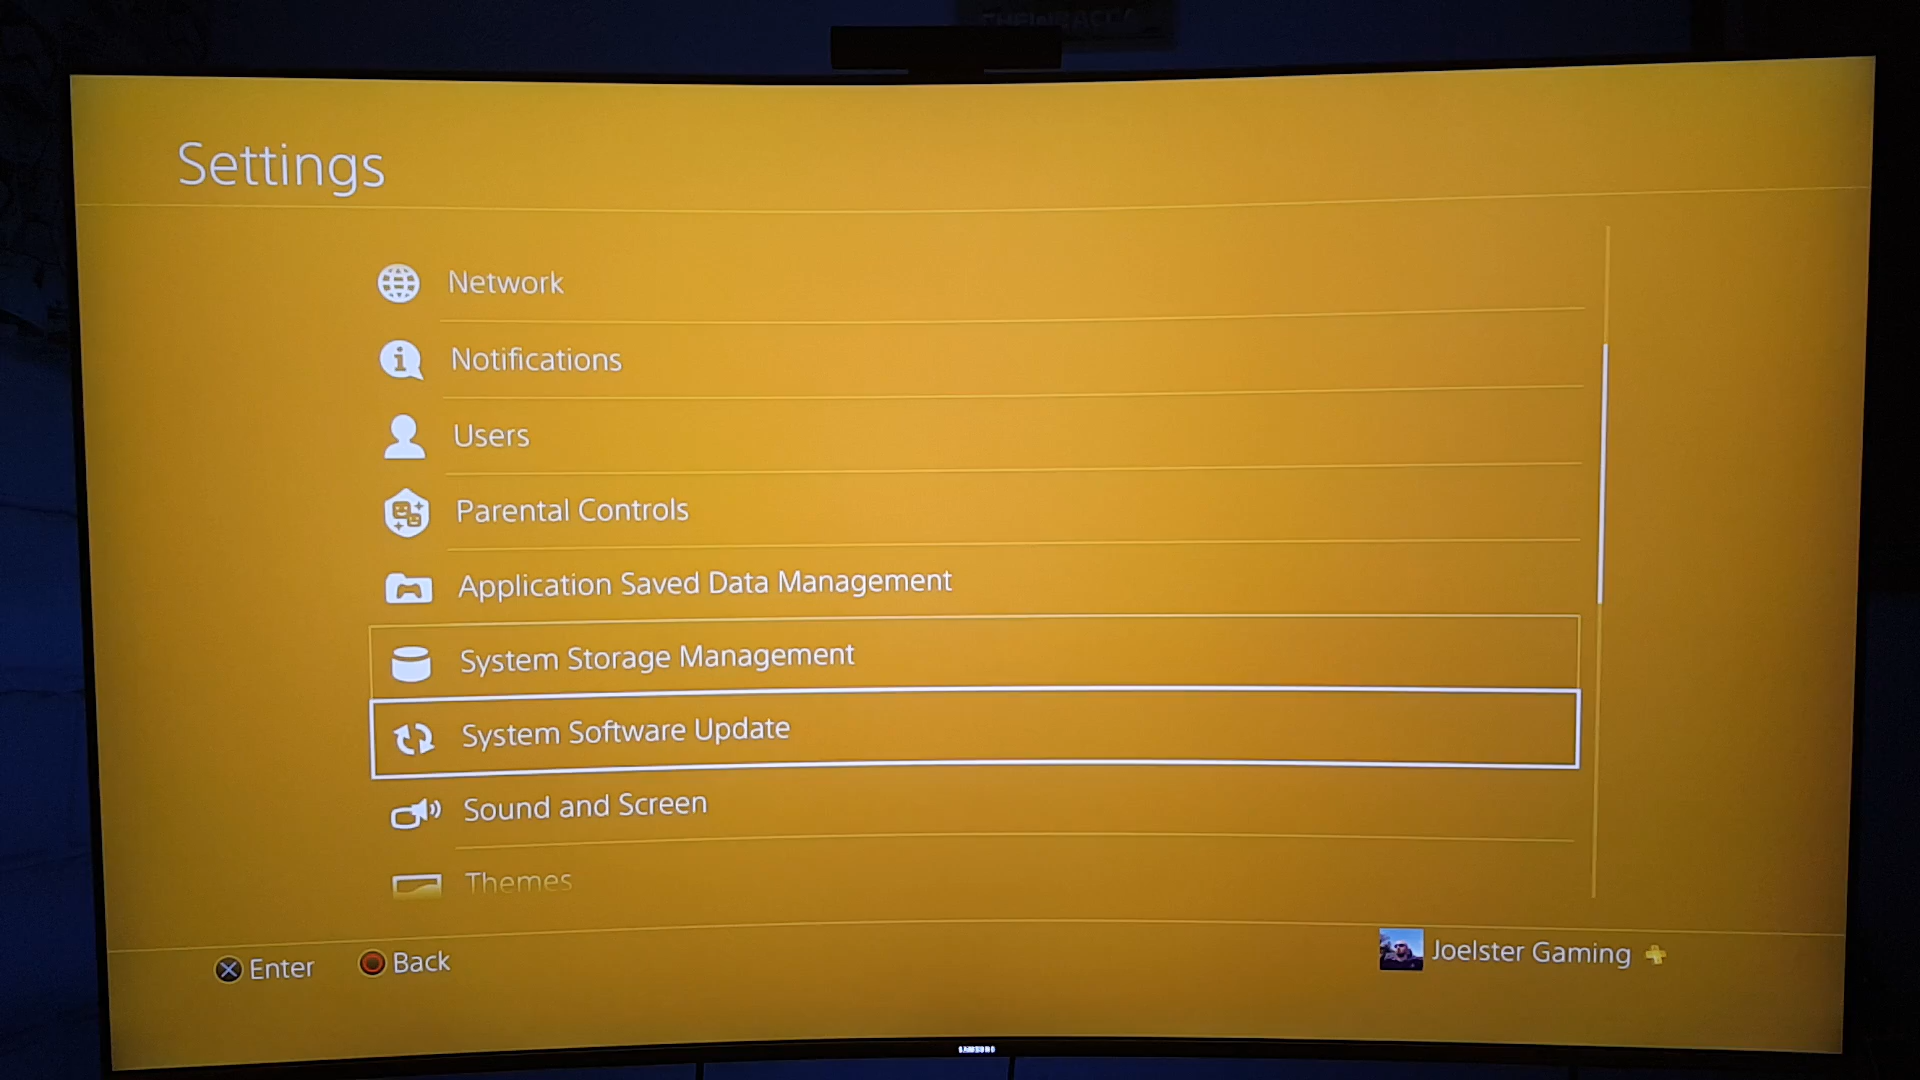 Settings
Network
Notifications
Users
Parental Controls
Application Saved Data Management
System Storage Management
System Software Update
Sound and Screen
Themes
Enter
Back
Joelster Gaming
SAMSUNG